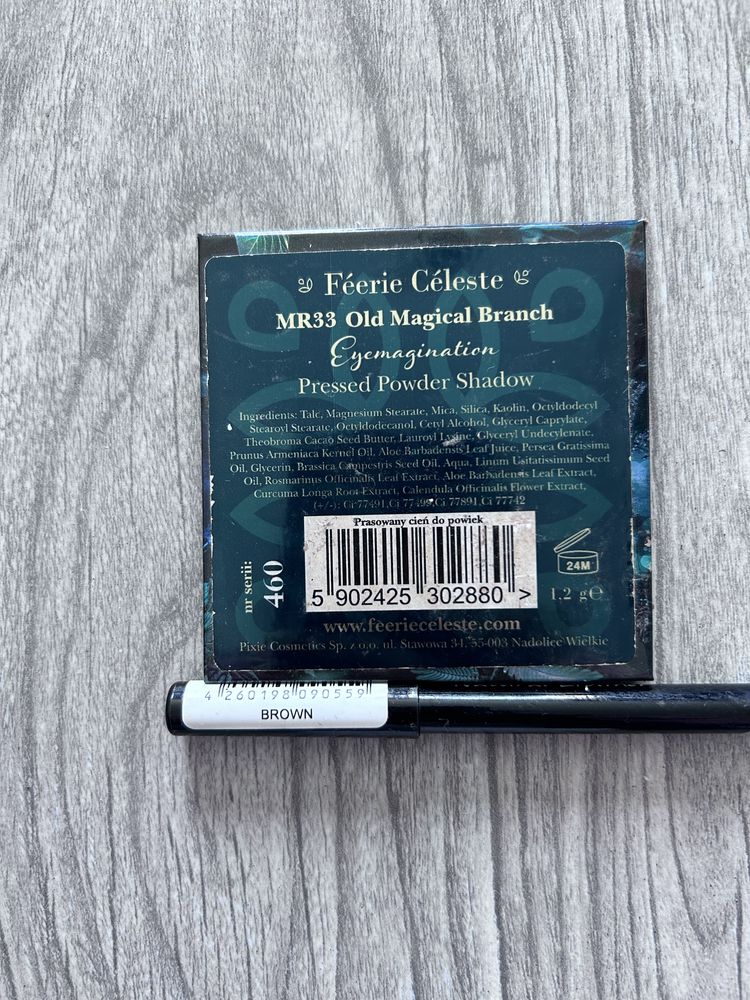 Féerie Céleste
MR33 Old Magical Branch
Eyemagination
Pressed Powder Shadow
Ingredients: Talc, Magnesium Stearate, Mica, Silica, Kaolin, Octyldodecyl
Stearoyl Stearate, Octyldodecanol, Cetyl Alcohol, Glyceryl Caprylate,
Theobroma Cacao Seed Butter, Lauroyl Lysine, Glyceryl Undecylenate,
Prunus Armeniaca Kernel Oil, Aloe Barbadensis Leaf Juice, Persea Gratissima
Oil, Glycerin, Brassica Campestris Seed Oil, Aqua, Linum Usitatissimum Seed
Oil, Rosmarinus Officinalis Leaf Extract, Aloe Barbadensis Leaf Extract,
Curcuma Longa Root Extract, Calendula Officinalis Flower Extract,
(+/-): Ci 77491,Ci 77499,Ci 77891,Ci 77742
Prasowany cień do powiek
nr serii:
460
5 902425 302880 >
24M
1.2 g e
www.feerieceleste.com
Pixie Cosmetics Sp. z o.o. ul. Stawowa 34, 55-003 Nadolice Wielkie
4 260198 090559
BROWN